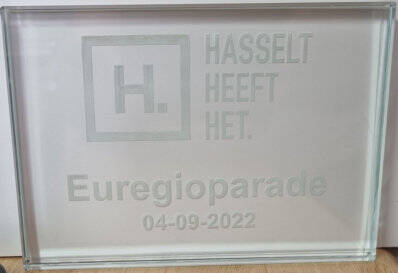 H.
HASSELT
HEEFT
HET.
Euregioparade
04-09-2022